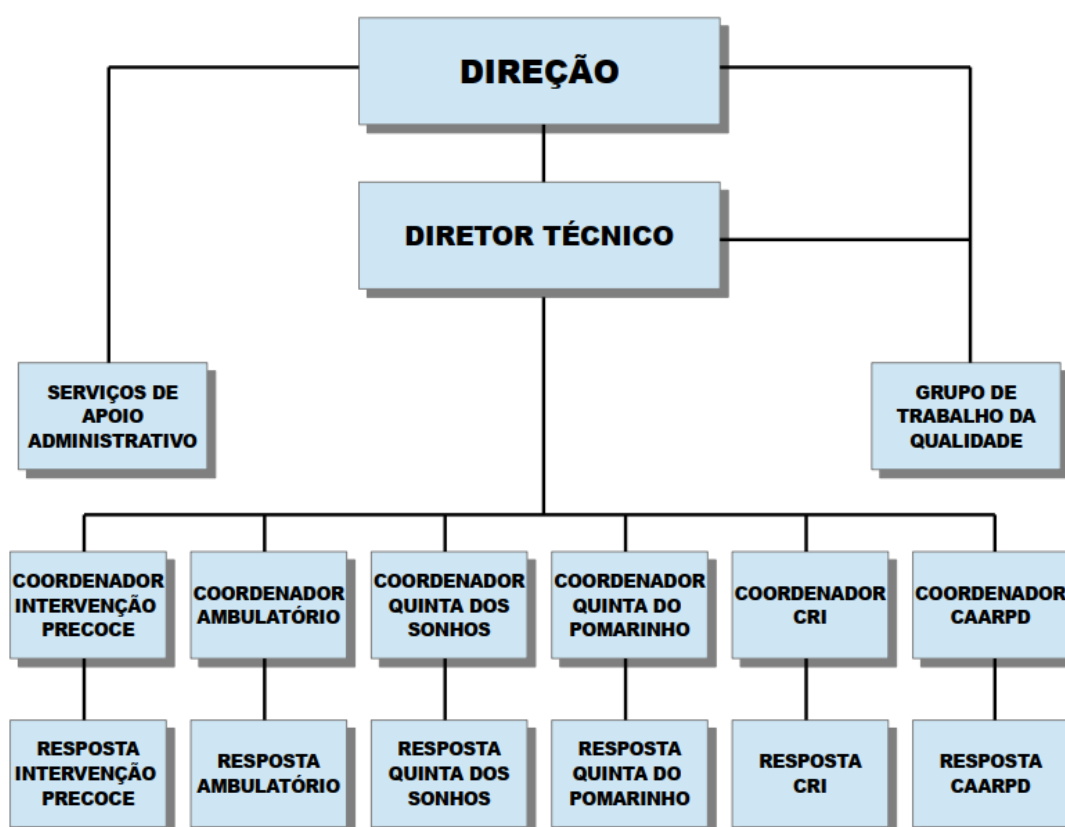 DIREÇÃO
DIRETOR TÉCNICO
SERVIÇOS DE
APOIO
ADMINISTRATIVO
GRUPO DE
TRABALHO DA
QUALIDADE
COORDENADOR
INTERVENÇÃO
PRECOCE
COORDENADOR
AMBULATÓRIO
COORDENADOR
QUINTA DOS
SONHOS
COORDENADOR
QUINTA DO
POMARINHO
COORDENADOR
CRI
COORDENADOR
CAARPD
RESPOSTA
INTERVENÇÃO
PRECOCE
RESPOSTA
AMBULATÓRIO
RESPOSTA
QUINTA DOS
SONHOS
RESPOSTA
QUINTA DO
POMARINHO
RESPOSTA
CRI
RESPOSTA
CAARPD